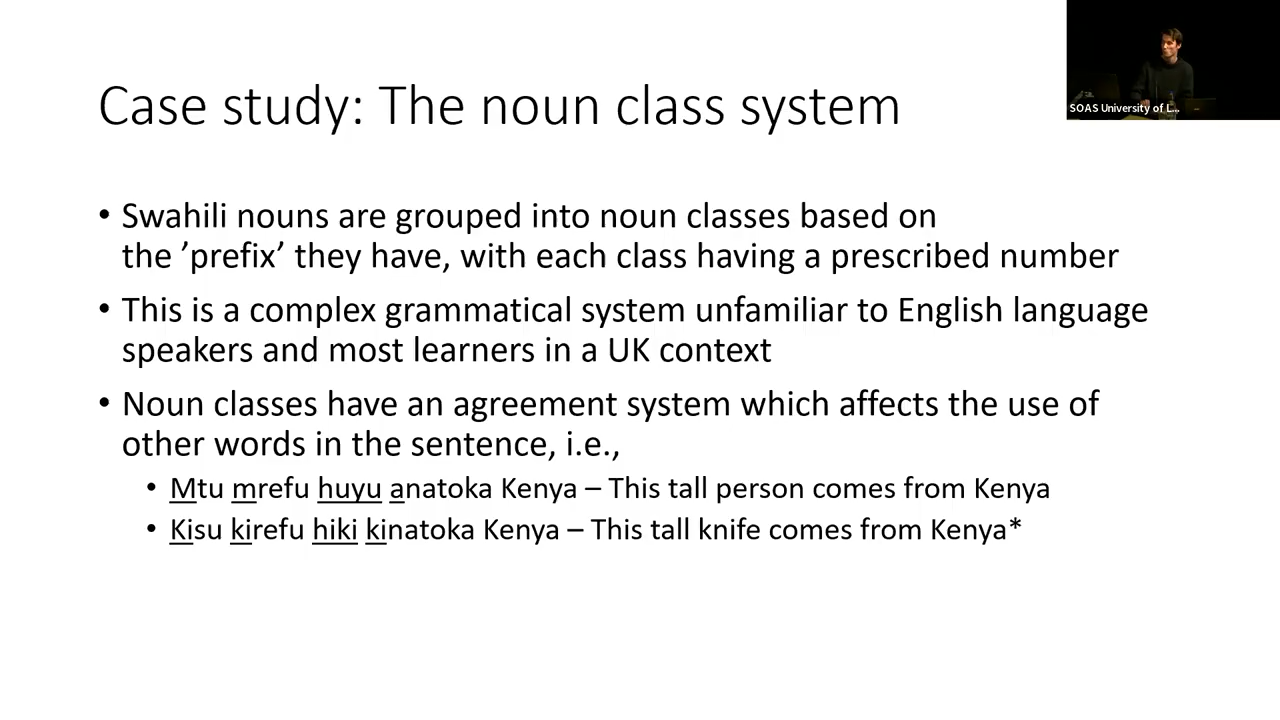 SOAS University of L...
Case study: The noun class system
• Swahili nouns are grouped into noun classes based on
the ’prefix’ they have, with each class having a prescribed number
• This is a complex grammatical system unfamiliar to English language
speakers and most learners in a UK context
• Noun classes have an agreement system which affects the use of
other words in the sentence, i.e.,
• Mtu mrefu huyu anatoka Kenya – This tall person comes from Kenya
• Kisu kirefu hiki kinatoka Kenya – This tall knife comes from Kenya*